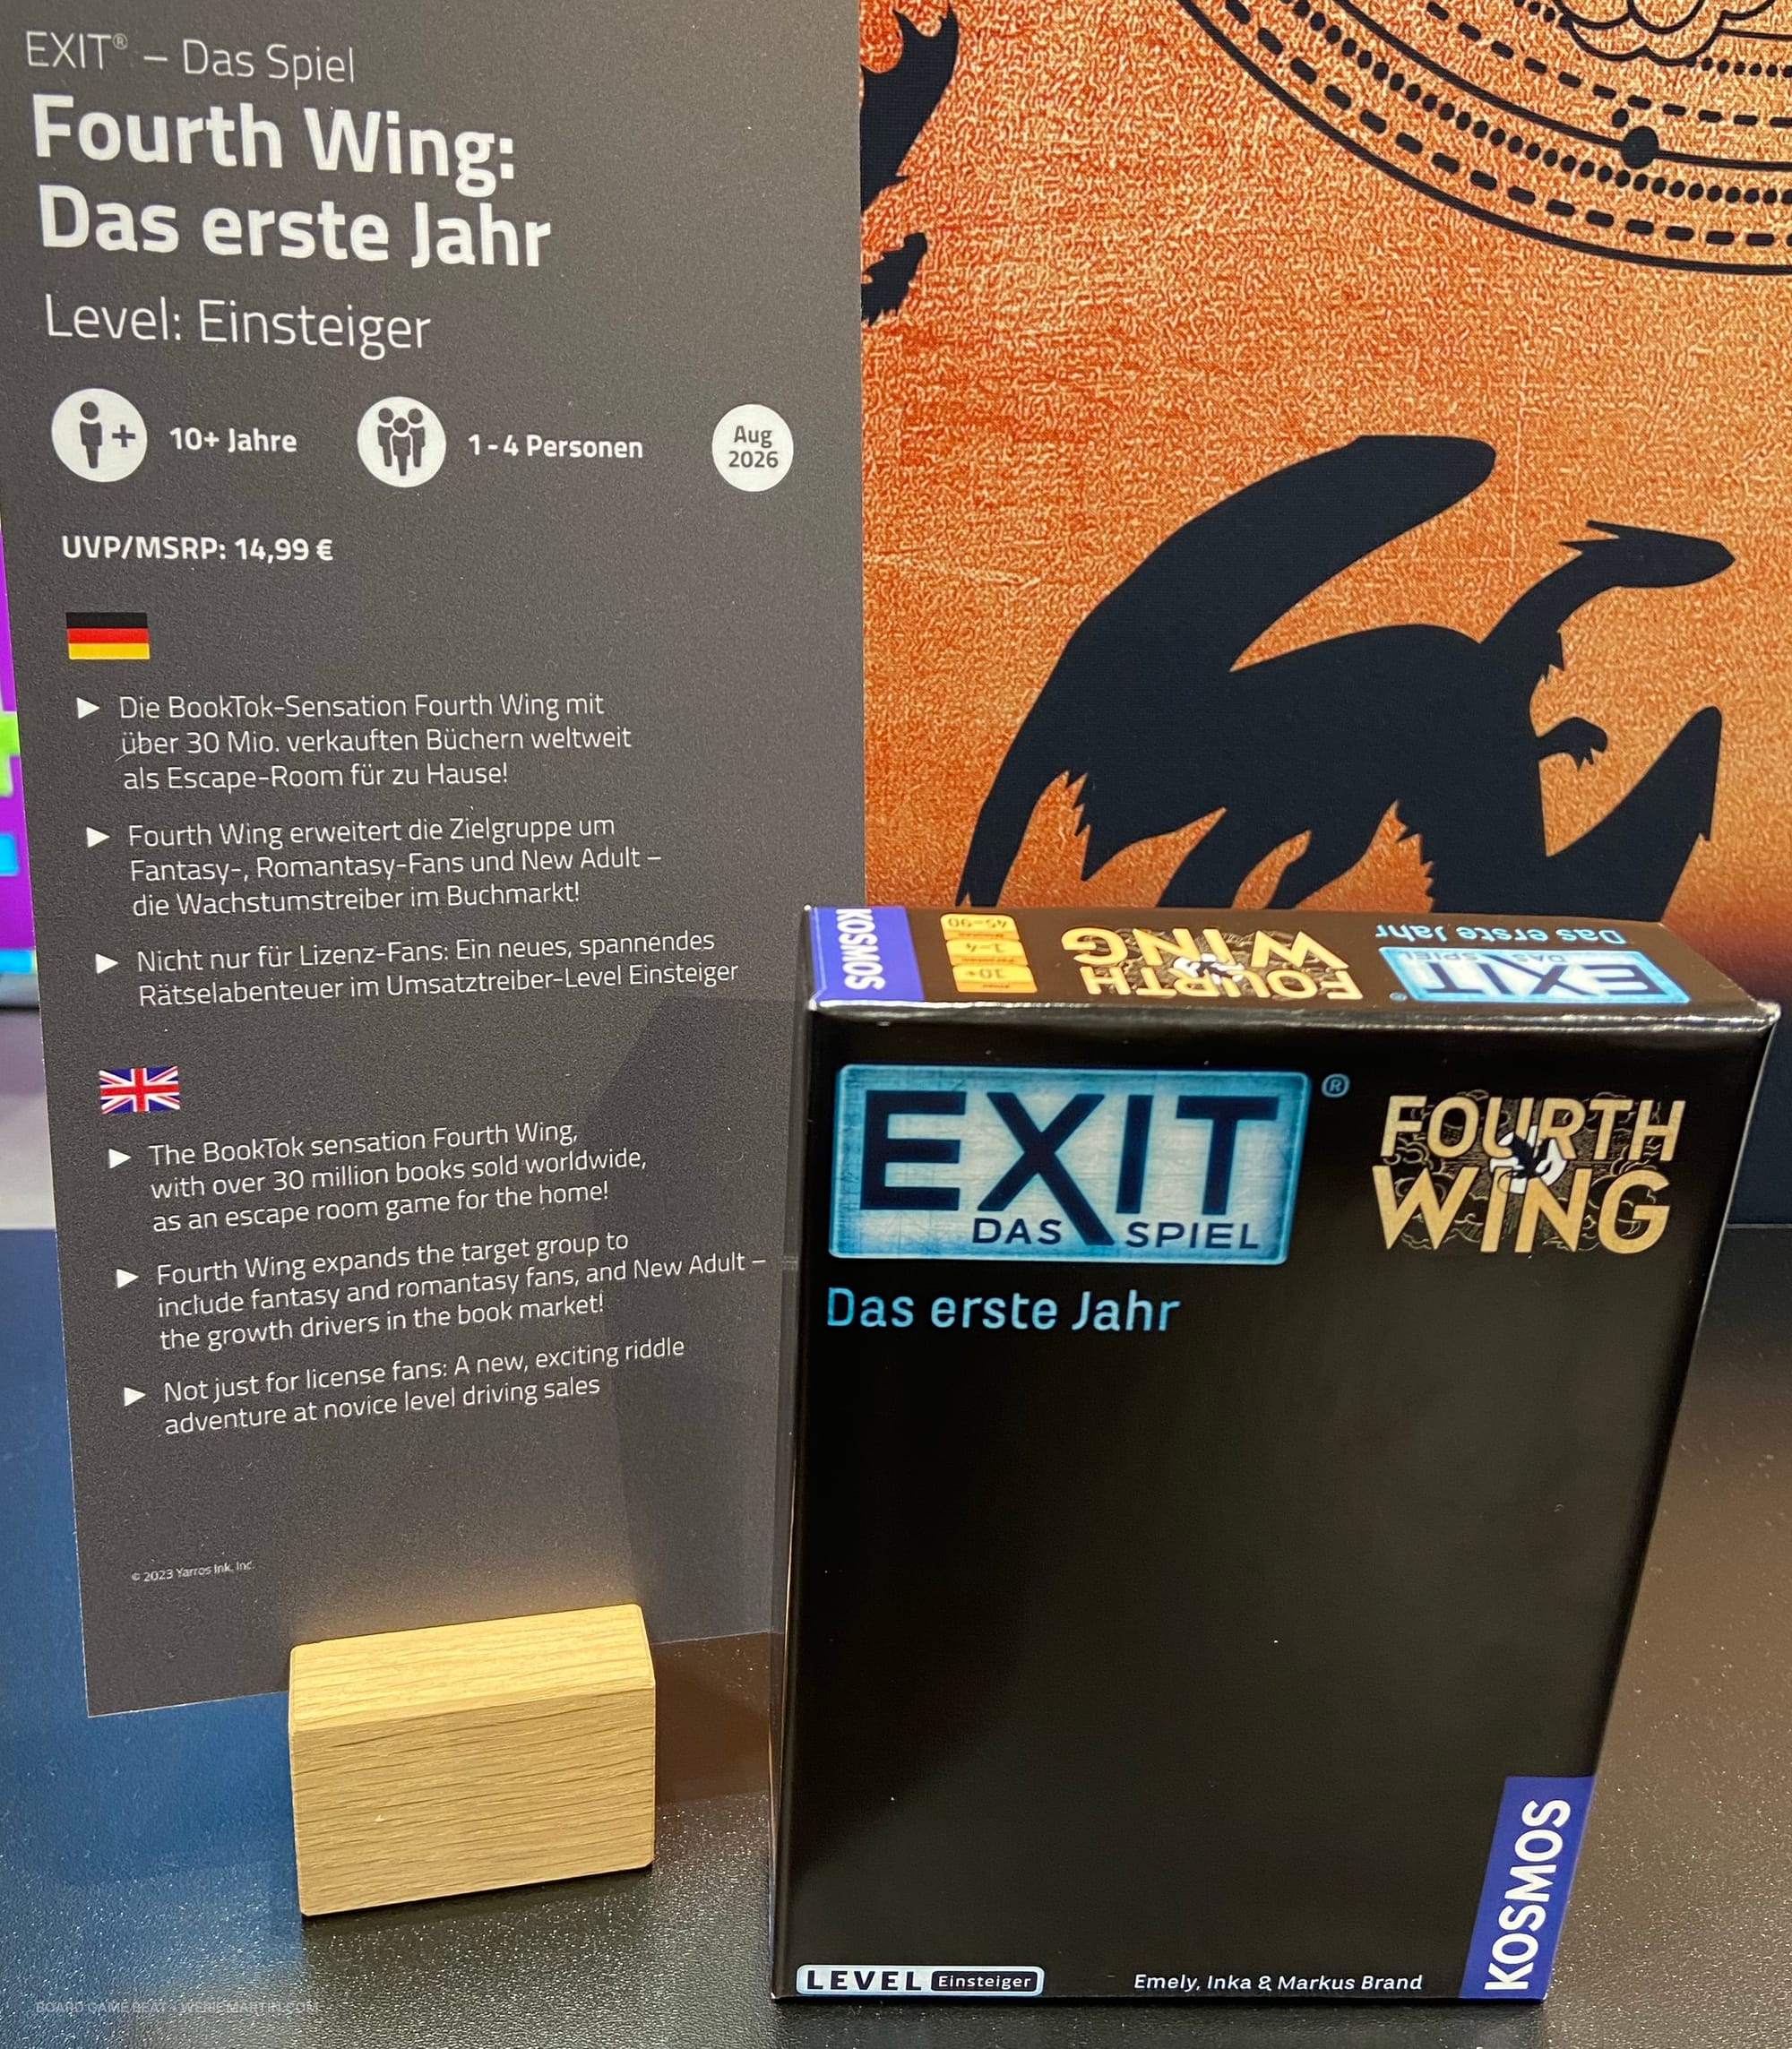 EXIT® – Das Spiel
Fourth Wing:
Das erste Jahr
Level: Einsteiger
10+ Jahre
1 - 4 Personen
Aug
2026
UVP/MSRP: 14,99 €
Die BookTok-Sensation Fourth Wing mit
über 30 Mio. verkauften Büchern weltweit
als Escape-Room für zu Hause!
Fourth Wing erweitert die Zielgruppe um
Fantasy-, Romantasy-Fans und New Adult –
die Wachstumstreiber im Buchmarkt!
Nicht nur für Lizenz-Fans: Ein neues, spannendes
Rätselabenteuer im Umsatztreiber-Level Einsteiger
The BookTok sensation Fourth Wing,
with over 30 million books sold worldwide,
as an escape room game for the home!
Fourth Wing expands the target group to
include fantasy and romantasy fans, and New Adult –
the growth drivers in the book market!
Not just for license fans: A new, exciting riddle
adventure at novice level driving sales
© 2023 Yarros Ink, Inc.
KOSMOS
45–90
1–4
10+
FOURTH
WING
Das erste Jahr
EXIT
DAS SPIEL
®
EXIT
DAS SPIEL
®
FOURTH
WING
Das erste Jahr
KOSMOS
LEVEL Einsteiger
Emely, Inka & Markus Brand
BOARD GAME BEAT